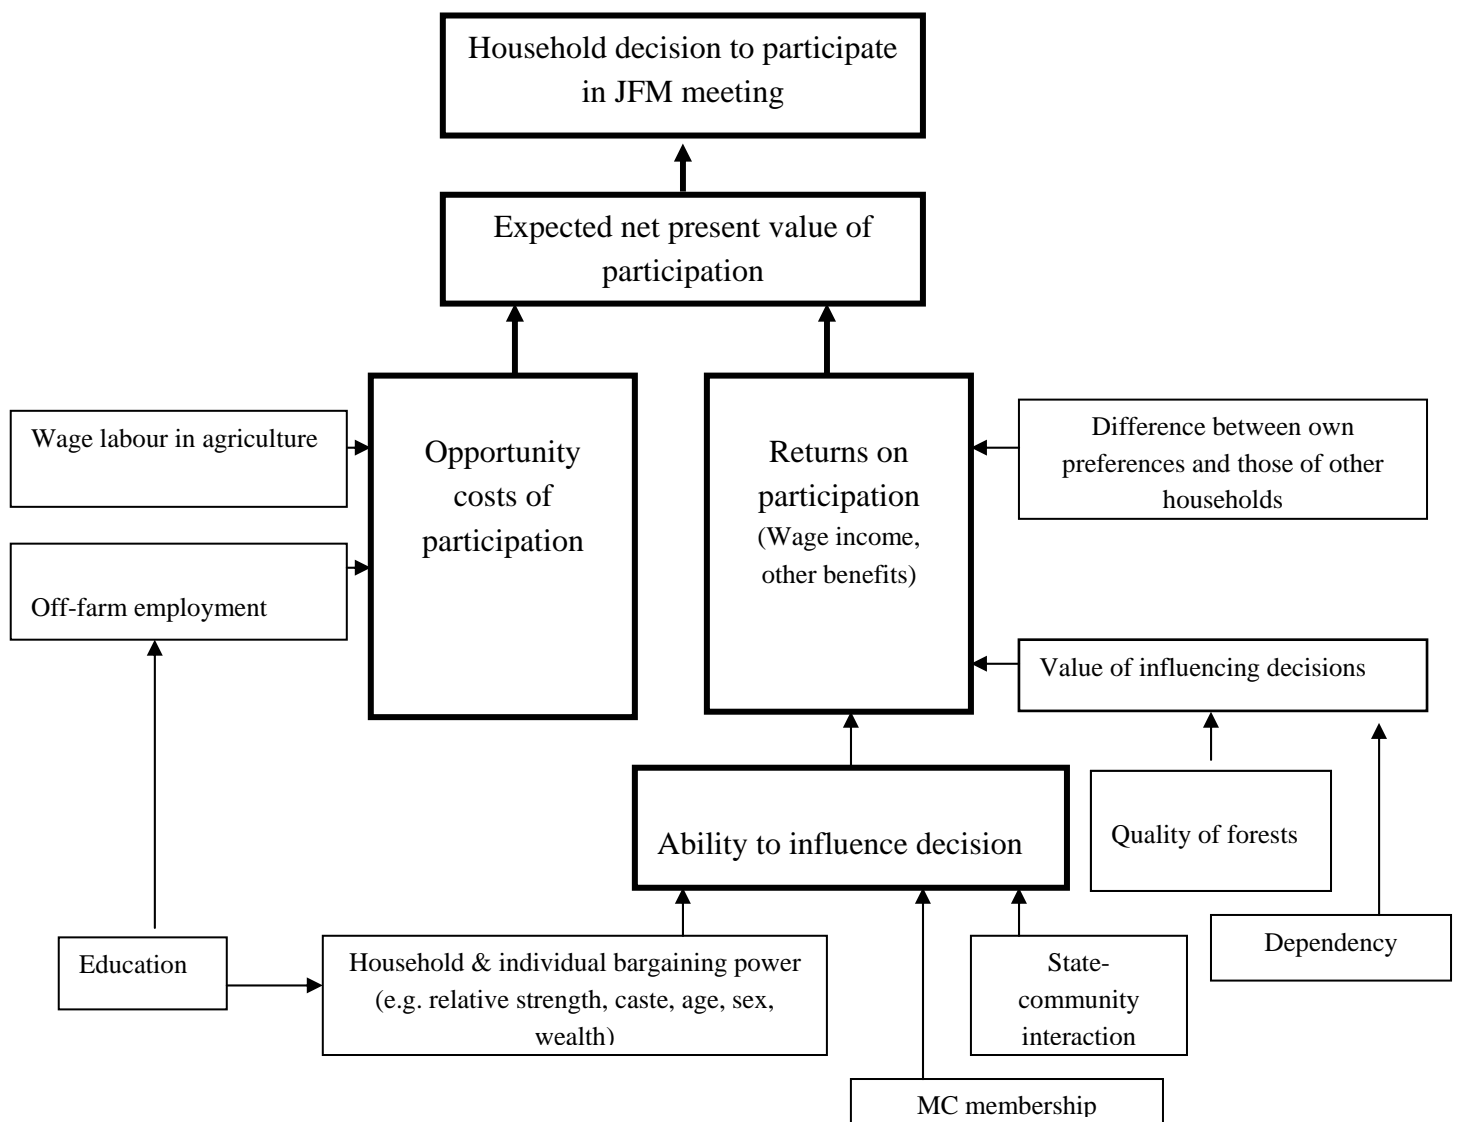 Household decision to participate
in JFM meeting
Expected net present value of
participation
Wage labour in agriculture
Opportunity
costs of
participation
Returns on
participation
(Wage income,
other benefits)
Difference between own
preferences and those of other
households
Off-farm employment
Value of influencing decisions
Ability to influence decision
Quality of forests
Dependency
Education
Household & individual bargaining power
(e.g. relative strength, caste, age, sex,
wealth)
State-
community
interaction
MC membership